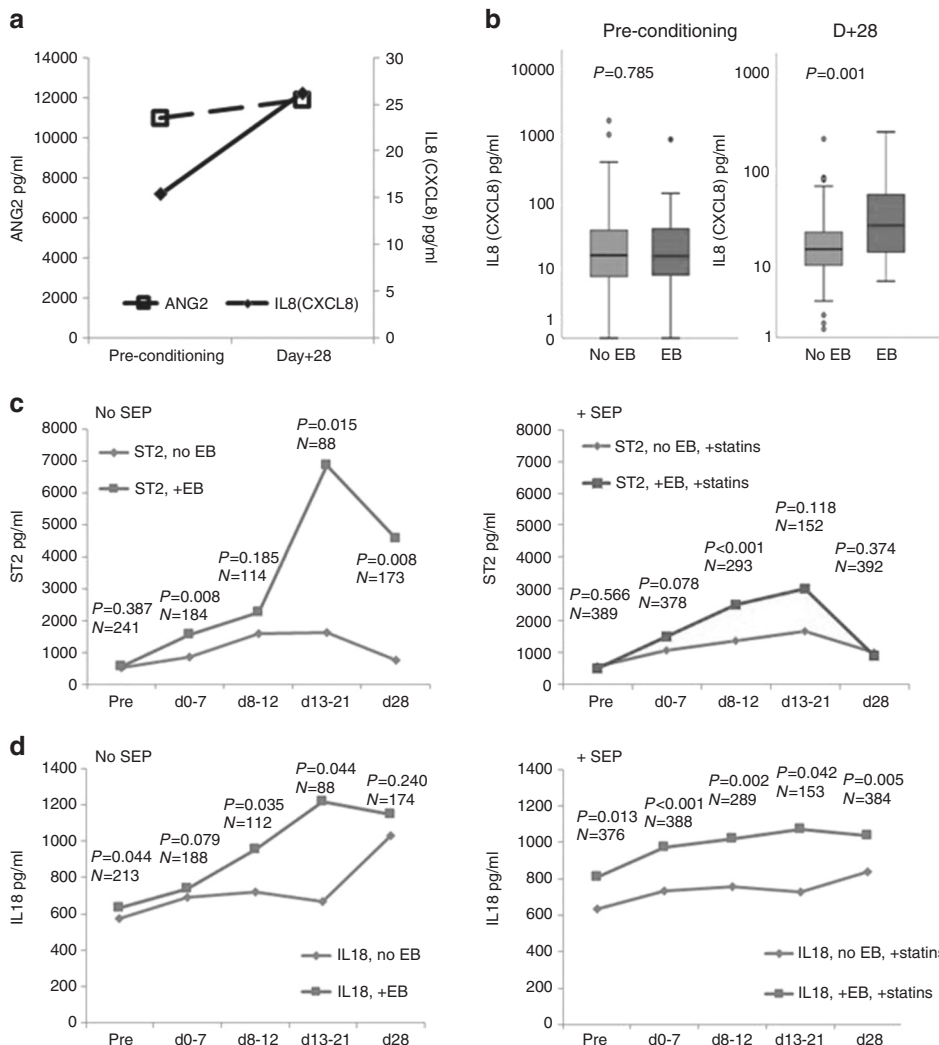 a
14000
12000
10000
8000
6000
4000
2000
0
ANG2 pg/ml
30
25
20
15
10
5
0
IL8 (CXCL8) pg/ml
ANG2
IL8(CXCL8)
Pre-conditioning
Day+28
b
Pre-conditioning
P=0.785
10000
1000
100
10
1
0
IL8 (CXCL8) pg/ml
No EB
EB
D+28
P=0.001
1000
100
10
1
IL8 (CXCL8) pg/ml
No EB
EB
c
No SEP
8000
7000
6000
5000
4000
3000
2000
1000
0
ST2 pg/ml
ST2, no EB
ST2, +EB
P=0.387
N=241
P=0.008
N=184
P=0.185
N=114
P=0.015
N=88
P=0.008
N=173
Pre
d0-7
d8-12
d13-21
d28
+ SEP
8000
7000
6000
5000
4000
3000
2000
1000
0
ST2 pg/ml
ST2, no EB, +statins
ST2, +EB, +statins
P=0.566
N=389
P=0.078
N=378
P<0.001
N=293
P=0.118
N=152
P=0.374
N=392
Pre
d0-7
d8-12
d13-21
d28
d
No SEP
1400
1200
1000
800
600
400
200
0
IL18 pg/ml
P=0.044
N=213
P=0.079
N=188
P=0.035
N=112
P=0.044
N=88
P=0.240
N=174
IL18, no EB
IL18, +EB
Pre
d0-7
d8-12
d13-21
d28
+ SEP
1400
1200
1000
800
600
400
200
0
IL18 pg/ml
P=0.013
N=376
P<0.001
N=388
P=0.002
N=289
P=0.042
N=153
P=0.005
N=384
IL18, no EB, +statins
IL18, +EB, +statins
Pre
d0-7
d8-12
d13-21
d28